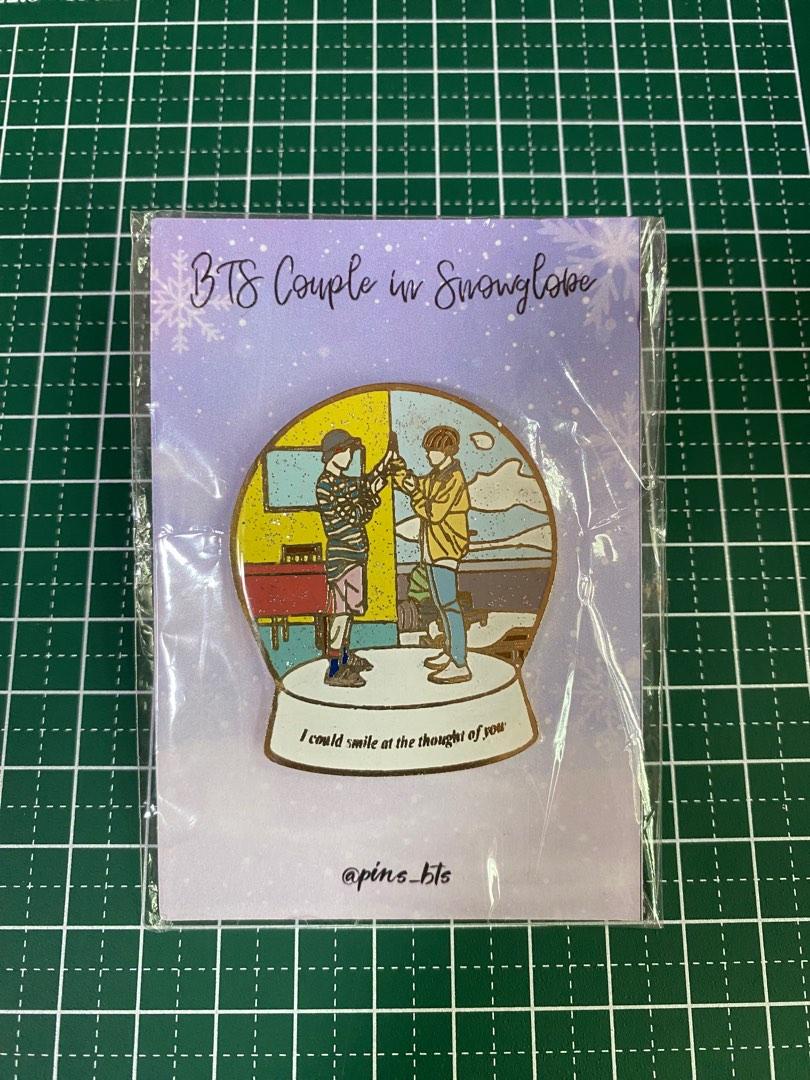 BTS Couple in Snowglobe
I could smile at the thought of you
@pins_bts